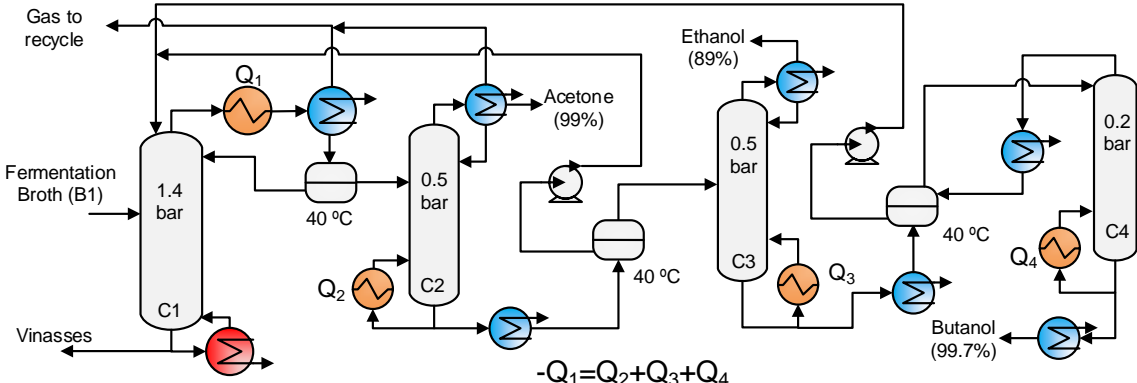 Gas to
recycle
Q₁
Acetone
(99%)
Ethanol
(89%)
Fermentation
Broth (B1)
1.4
bar
C1
40 ºC
0.5
bar
C2
Q₂
40 ºC
0.5
bar
C3
Q₃
40 ºC
0.2
bar
C4
Q₄
Vinasses
Butanol
(99.7%)
-Q₁=Q₂+Q₃+Q₄